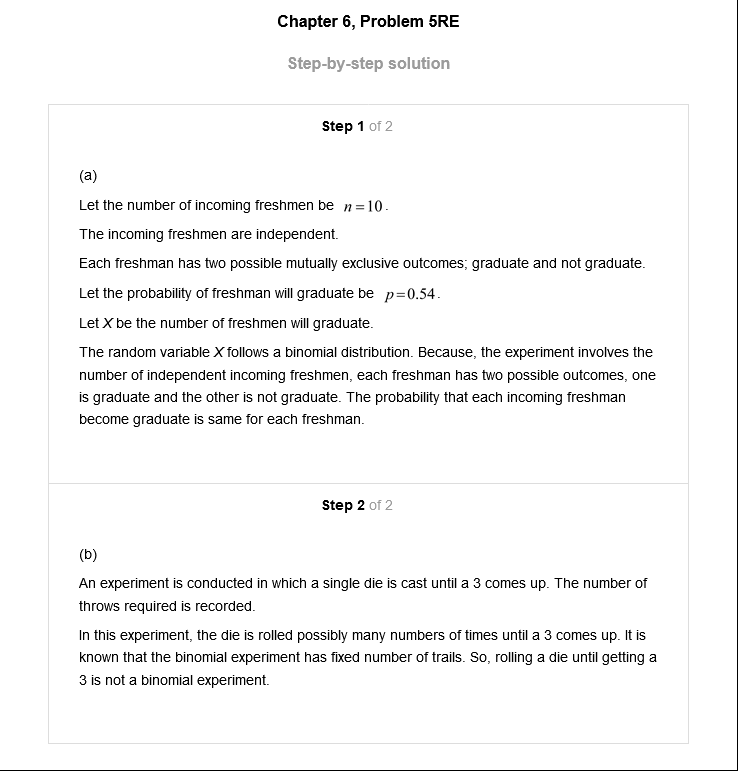 Chapter 6, Problem 5RE
Step-by-step solution
Step 1 of 2
(a)
Let the number of incoming freshmen be n=10.
The incoming freshmen are independent.
Each freshman has two possible mutually exclusive outcomes; graduate and not graduate.
Let the probability of freshman will graduate be p=0.54.
Let X be the number of freshmen will graduate.
The random variable X follows a binomial distribution. Because, the experiment involves the
number of independent incoming freshmen, each freshman has two possible outcomes, one
is graduate and the other is not graduate. The probability that each incoming freshman
become graduate is same for each freshman.
Step 2 of 2
(b)
An experiment is conducted in which a single die is cast until a 3 comes up. The number of
throws required is recorded.
In this experiment, the die is rolled possibly many numbers of times until a 3 comes up. It is
known that the binomial experiment has fixed number of trails. So, rolling a die until getting a
3 is not a binomial experiment.